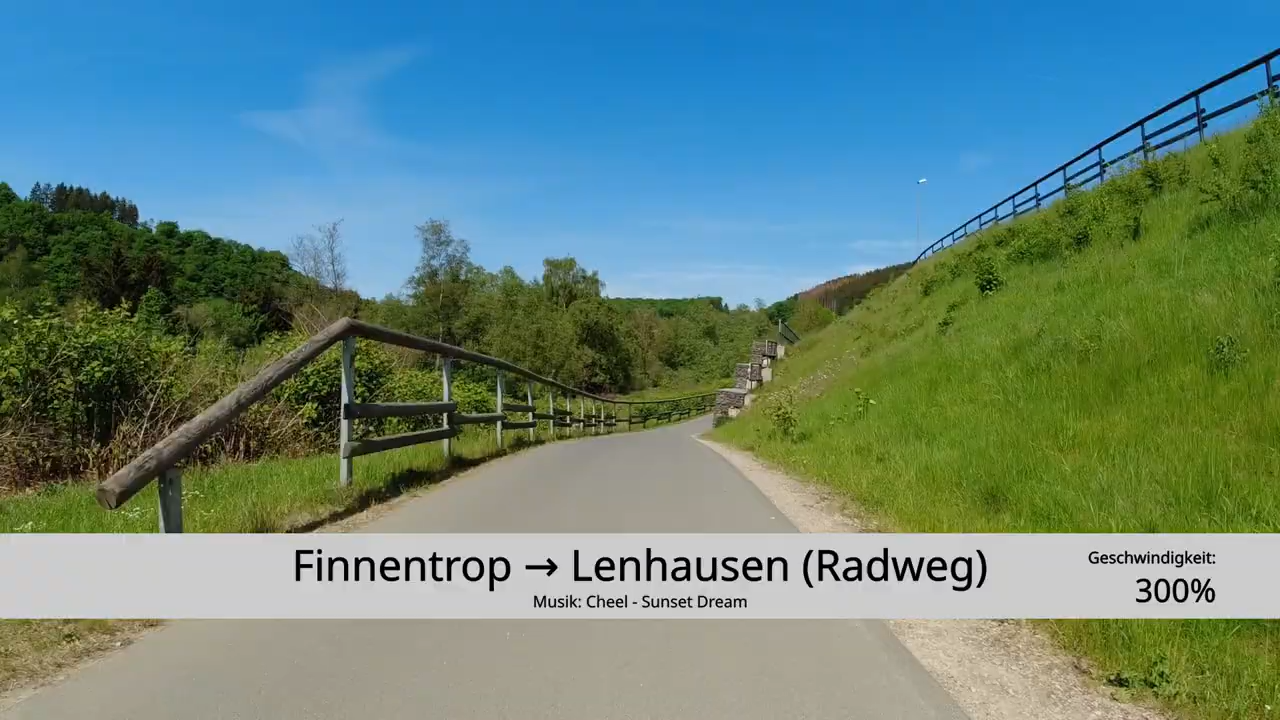 Finnentrop → Lenhausen (Radweg)
Musik: Cheel - Sunset Dream
Geschwindigkeit:
300%